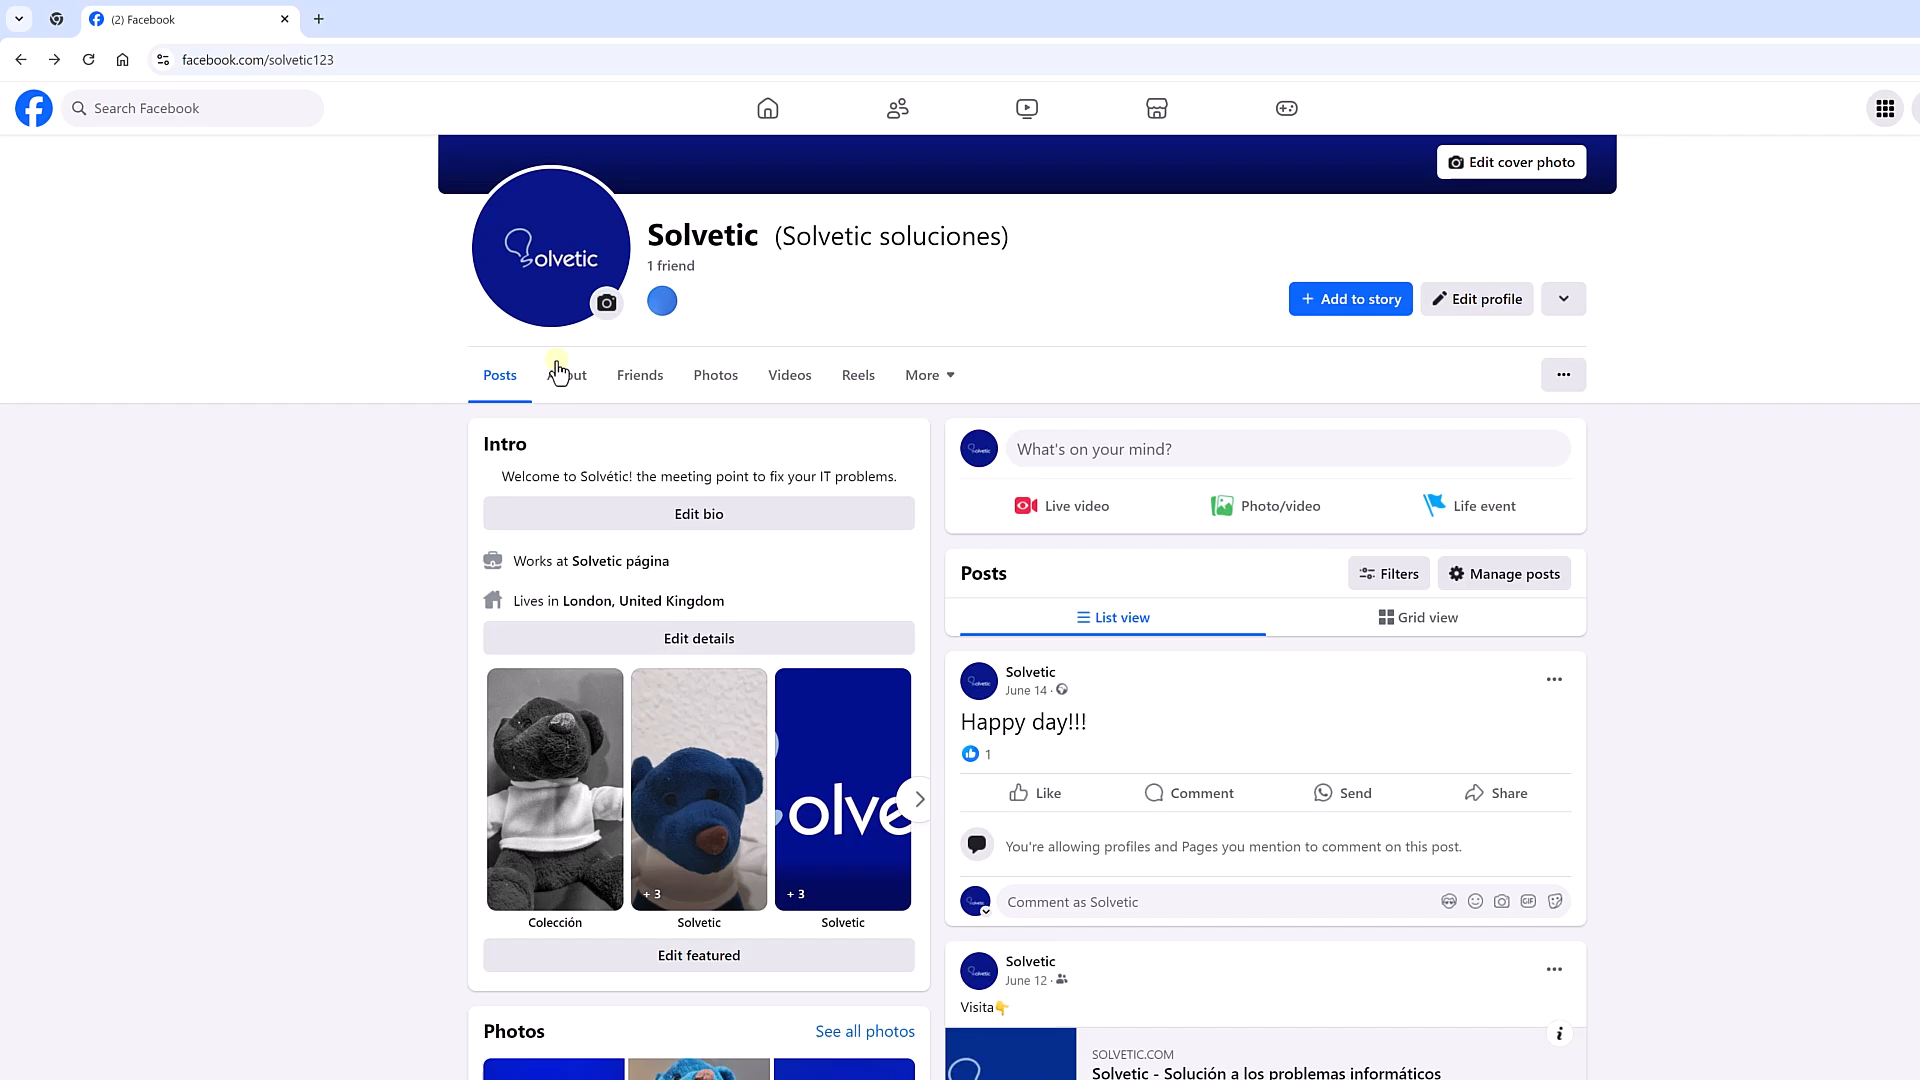 (2) Facebook
facebook.com/solvetic123
Search Facebook
Edit cover photo
olvetic
Solvetic (Solvetic soluciones)
1 friend
Add to story
Edit profile
Posts
Friends
Photos
Videos
Reels
More
Intro
Welcome to Solvétic! the meeting point to fix your IT problems.
Edit bio
Works at Solvetic página
Lives in London, United Kingdom
Edit details
+ 3
+ 3
olve
Colección
Solvetic
Solvetic
Edit featured
Photos
See all photos
What's on your mind?
Live video
Photo/video
Life event
Posts
Filters
Manage posts
List view
Grid view
Solvetic
June 14 ·
Happy day!!!
1
Like
Comment
Send
Share
You're allowing profiles and Pages you mention to comment on this post.
Comment as Solvetic
GIF
Solvetic
June 12 ·
Visita👇
SOLVETIC.COM
Solvetic - Solución a los problemas informáticos